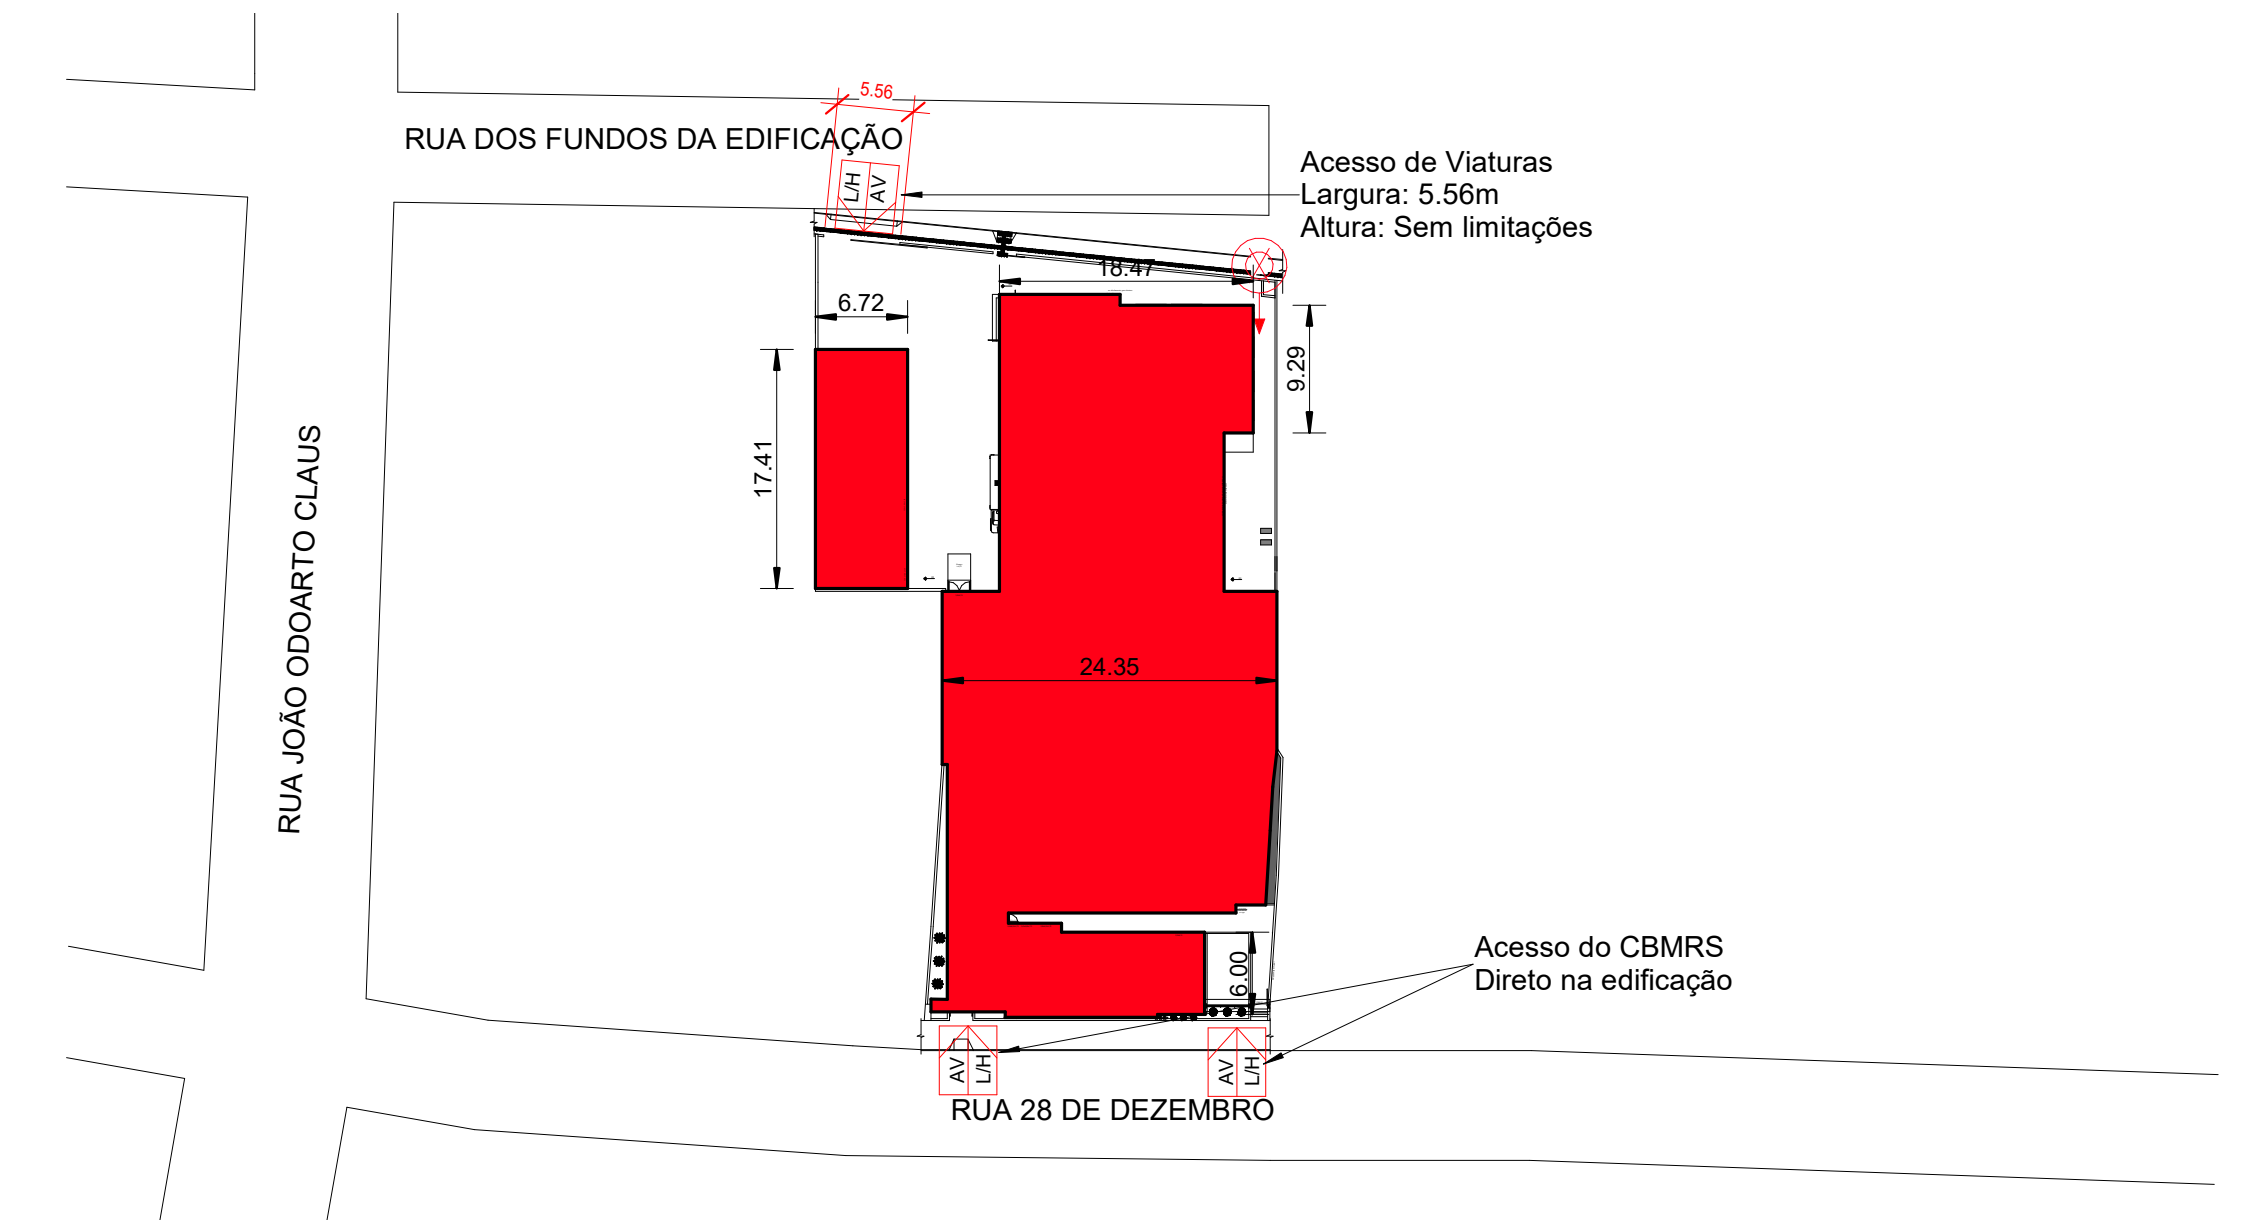 5.56
RUA DOS FUNDOS DA EDIFICAÇÃO
L/H
AV
Acesso de Viaturas
Largura: 5.56m
Altura: Sem limitações
18.47
6.72
9.29
17.41
RUA JOÃO ODOARTO CLAUS
24.35
6.00
Acesso do CBMRS
Direto na edificação
AV
L/H
AV
L/H
RUA 28 DE DEZEMBRO